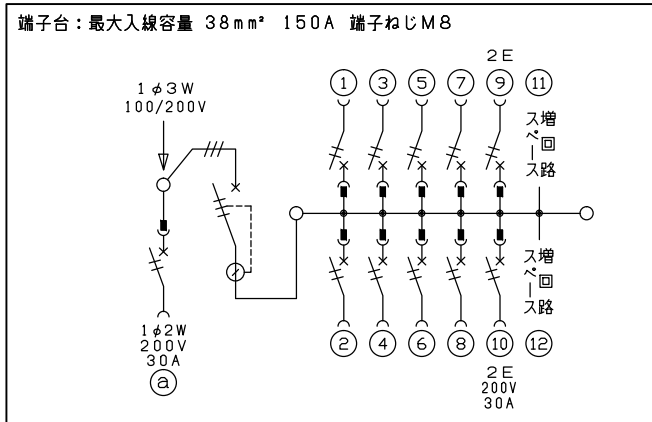 端子台：最大入線容量 38mm² 150A 端子ねじM8
1φ3W
100/200V
2E
① ③ ⑤ ⑦ ⑨ ⑪
増回路
スペース
増回路
スペース
② ④ ⑥ ⑧ ⑩ ⑫
1φ2W
200V
30A
ⓐ
2E
200V
30A